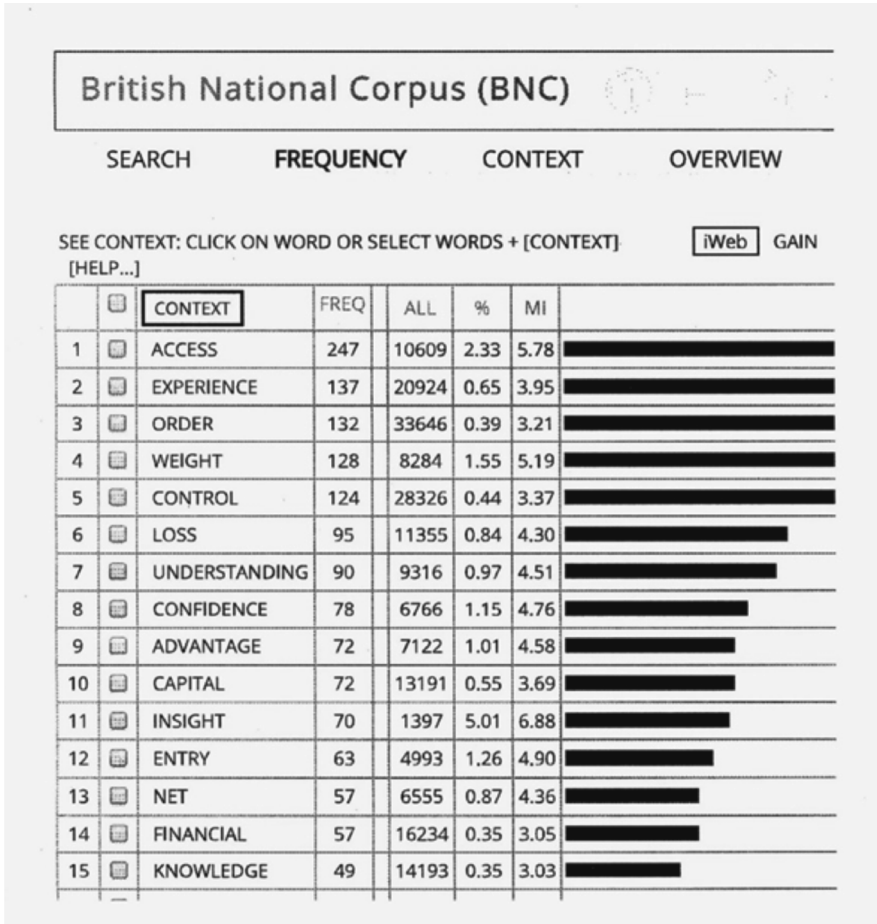 British National Corpus (BNC)
SEARCH FREQUENCY CONTEXT OVERVIEW
SEE CONTEXT: CLICK ON WORD OR SELECT WORDS + [CONTEXT] iWeb GAIN
[HELP...]
CONTEXT FREQ ALL % MI
1 ACCESS 247 10609 2.33 5.78
2 EXPERIENCE 137 20924 0.65 3.95
3 ORDER 132 33646 0.39 3.21
4 WEIGHT 128 8284 1.55 5.19
5 CONTROL 124 28326 0.44 3.37
6 LOSS 95 11355 0.84 4.30
7 UNDERSTANDING 90 9316 0.97 4.51
8 CONFIDENCE 78 6766 1.15 4.76
9 ADVANTAGE 72 7122 1.01 4.58
10 CAPITAL 72 13191 0.55 3.69
11 INSIGHT 70 1397 5.01 6.88
12 ENTRY 63 4993 1.26 4.90
13 NET 57 6555 0.87 4.36
14 FINANCIAL 57 16234 0.35 3.05
15 KNOWLEDGE 49 14193 0.35 3.03